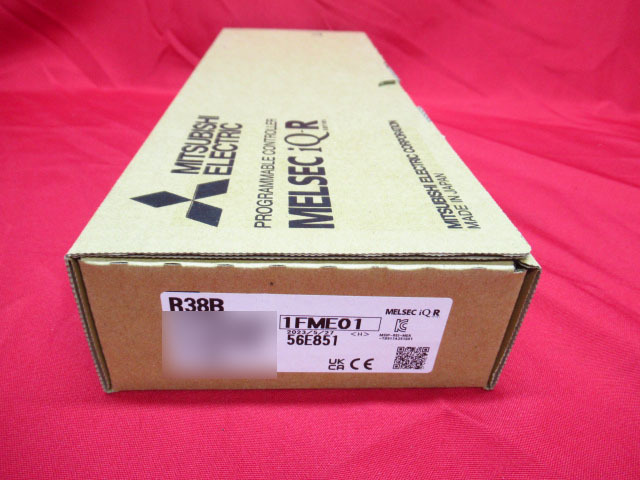 MITSUBISHI
ELECTRIC
PROGRAMMABLE CONTROLLER
MELSEC iQ-R
MITSUBISHI ELECTRIC CORPORATION
MADE IN JAPAN
R38B
1FME01
2023/5/27 <H>
56E851
MELSEC iQ-R
UK
CA
CE